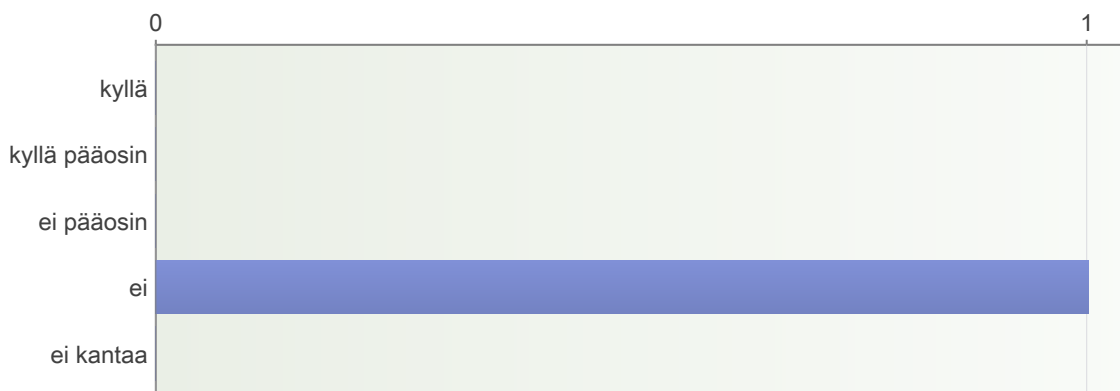 0 1
kyllä
kyllä pääosin
ei pääosin
ei
ei kantaa